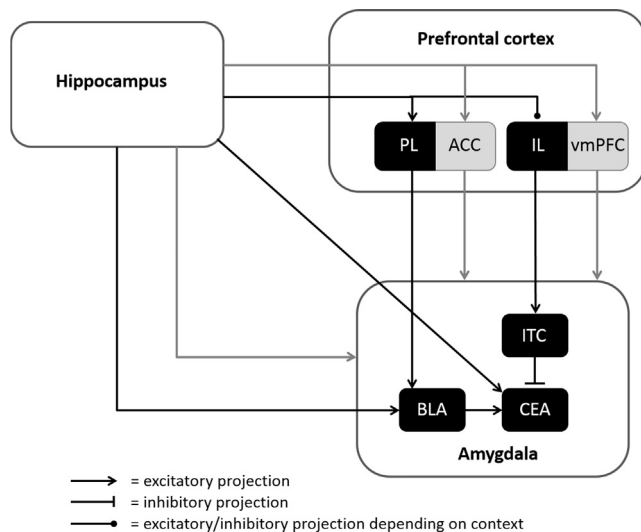 Prefrontal cortex
Hippocampus
PL ACC IL vmPFC
ITC
BLA CEA
Amygdala
= excitatory projection
= inhibitory projection
= excitatory/inhibitory projection depending on context